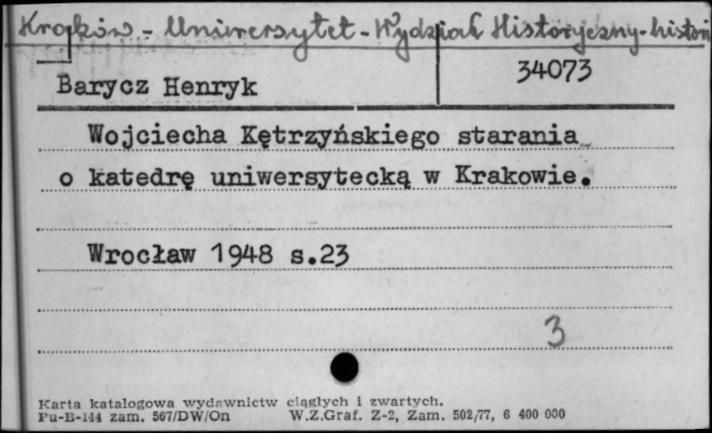 Kraków - Uniwersytet - Wydział Historyczny - histori
34073
Barycz Henryk
Wojciecha Kętrzyńskiego starania
o katedrę uniwersytecką w Krakowie.
Wrocław 1948 s.23
3
Karta katalogowa wydawnictw ciągłych i zwartych.
Pu-B-144 zam. 567/DW/On W.Z.Graf. Z-2, Zam. 502/77, 6 400 000